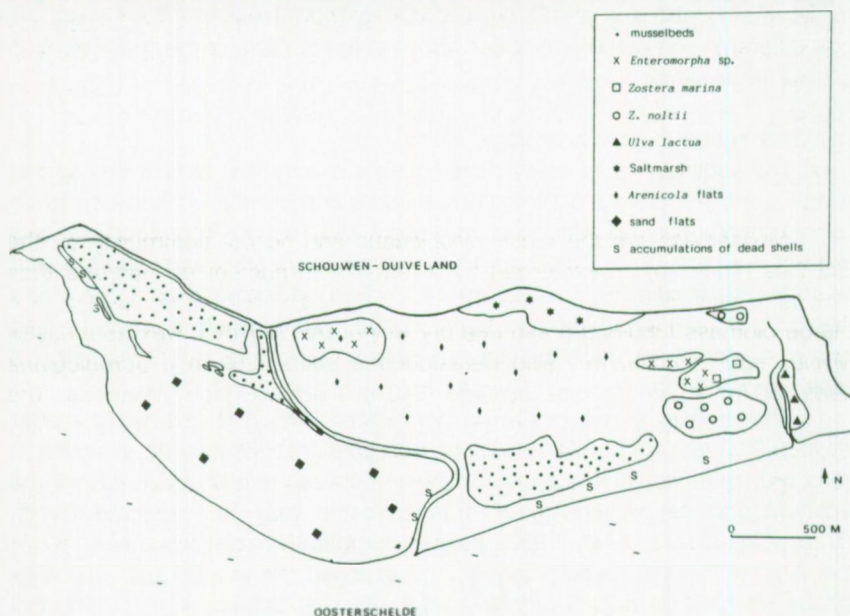 musselbeds
x Enteromorpha sp.
Zostera marina
Z. noltii
Ulva lactua
Saltmarsh
Arenicola flats
sand flats
S accumulations of dead shells
SCHOUWEN-DUIVELAND
N
0 500 M
OOSTERSCHELDE